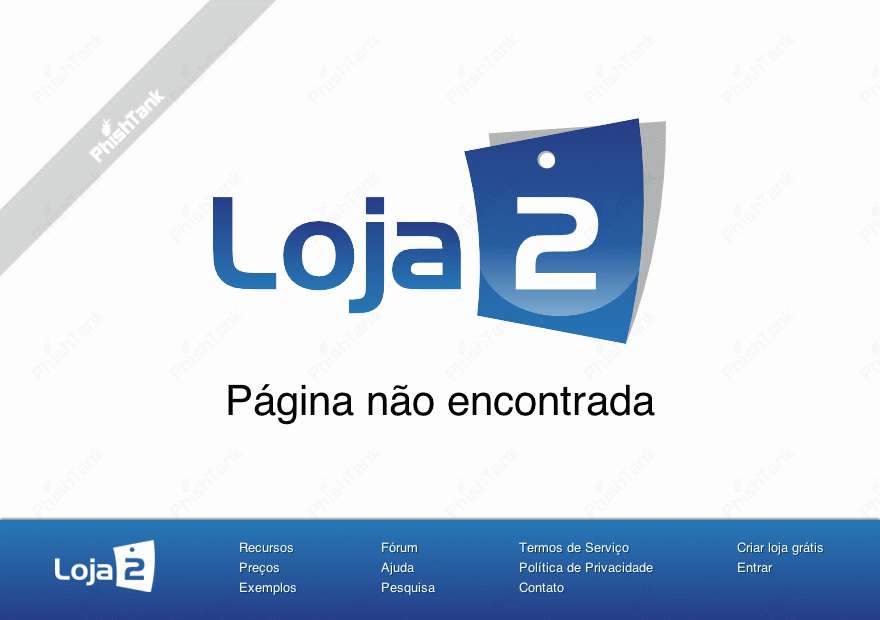 PhishTank
Loja 2
Página não encontrada
Loja 2
Recursos
Preços
Exemplos
Fórum
Ajuda
Pesquisa
Termos de Serviço
Política de Privacidade
Contato
Criar loja grátis
Entrar